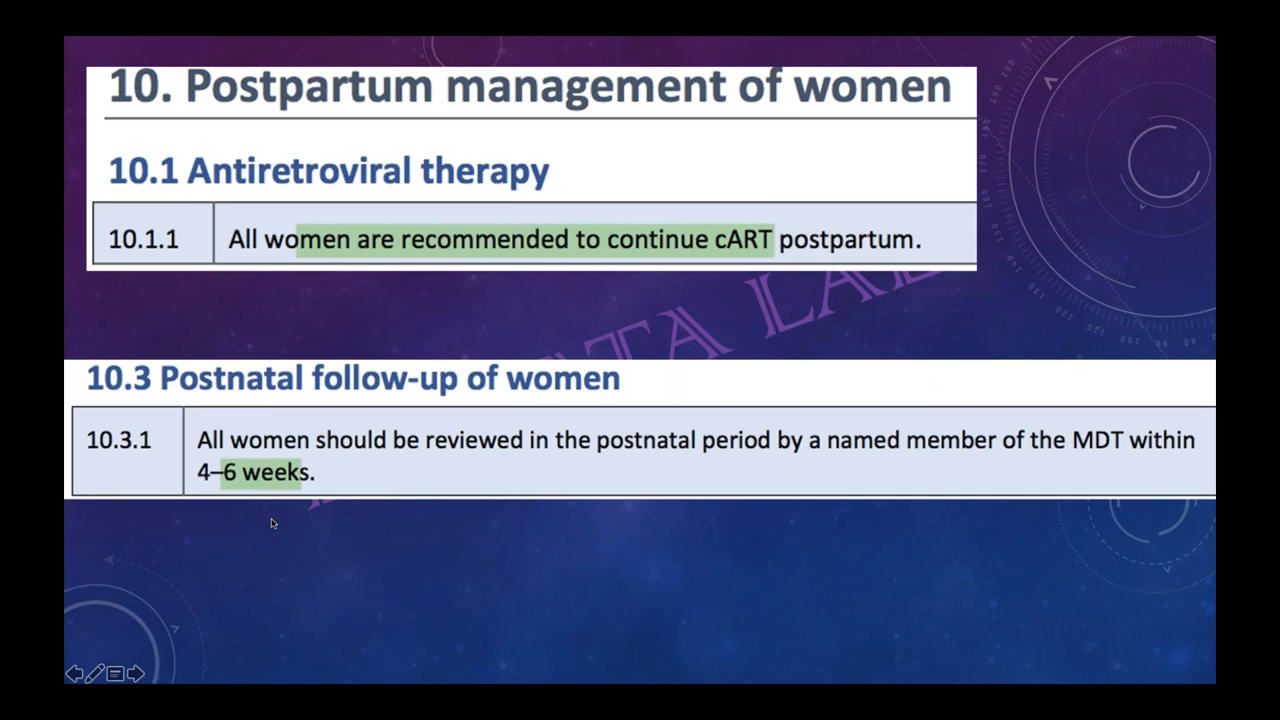 10. Postpartum management of women
10.1 Antiretroviral therapy
10.1.1 All women are recommended to continue cART postpartum.
10.3 Postnatal follow-up of women
10.3.1 All women should be reviewed in the postnatal period by a named member of the MDT within
4–6 weeks.